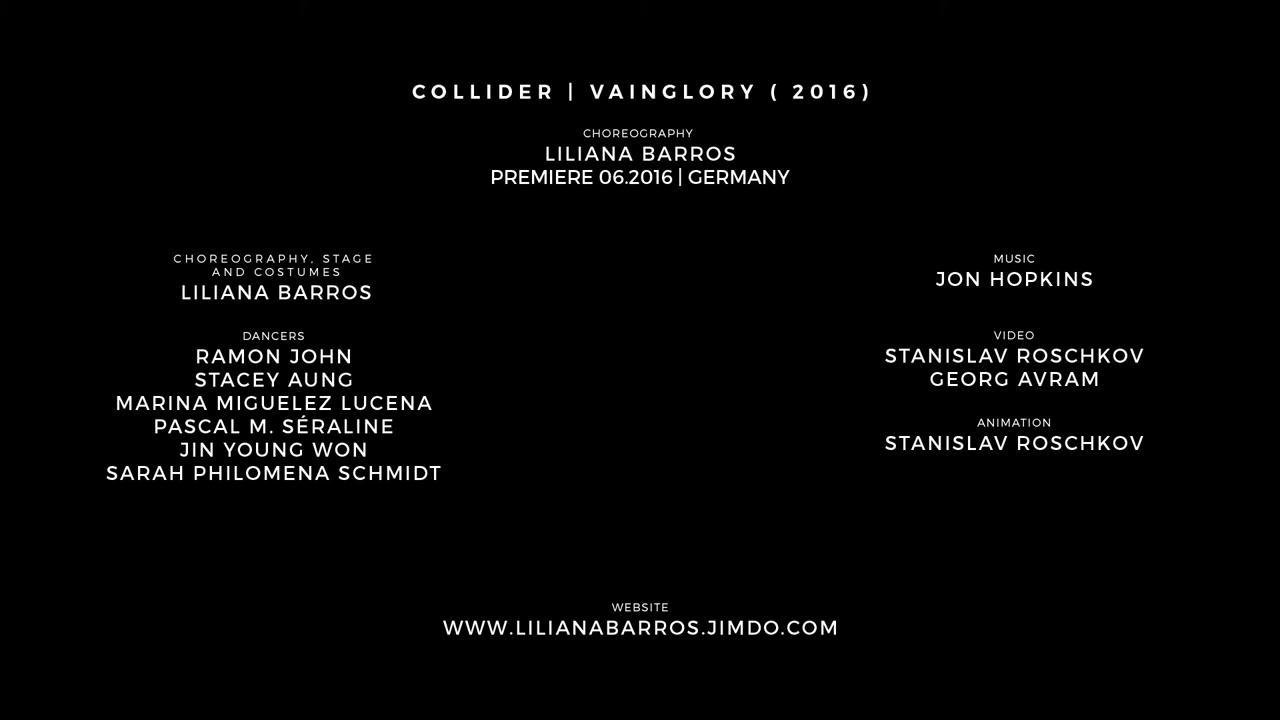 COLLIDER | VAINGLORY ( 2016)
CHOREOGRAPHY
LILIANA BARROS
PREMIERE 06.2016 | GERMANY
CHOREOGRAPHY, STAGE
AND COSTUMES
LILIANA BARROS
DANCERS
RAMON JOHN
STACEY AUNG
MARINA MIGUELEZ LUCENA
PASCAL M. SÉRALINE
JIN YOUNG WON
SARAH PHILOMENA SCHMIDT
MUSIC
JON HOPKINS
VIDEO
STANISLAV ROSCHKOV
GEORG AVRAM
ANIMATION
STANISLAV ROSCHKOV
WEBSITE
WWW.LILIANABARROS.JIMDO.COM